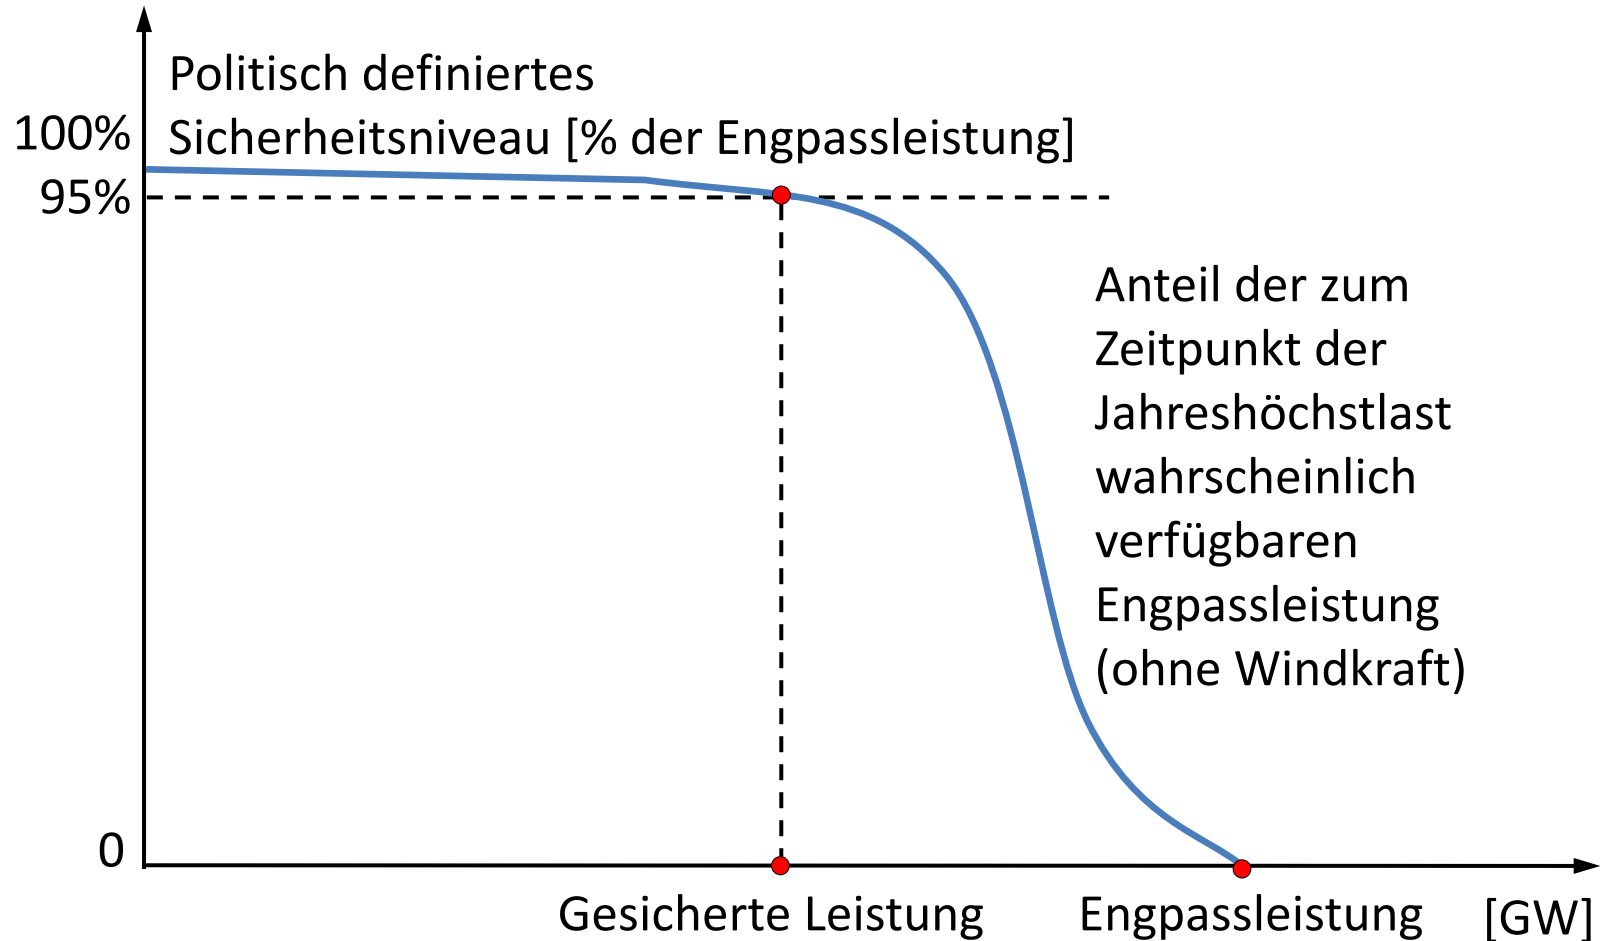 Politisch definiertes
Sicherheitsniveau [% der Engpassleistung]
100%
95%
Anteil der zum
Zeitpunkt der
Jahreshöchstlast
wahrscheinlich
verfügbaren
Engpassleistung
(ohne Windkraft)
0
Gesicherte Leistung
Engpassleistung
[GW]